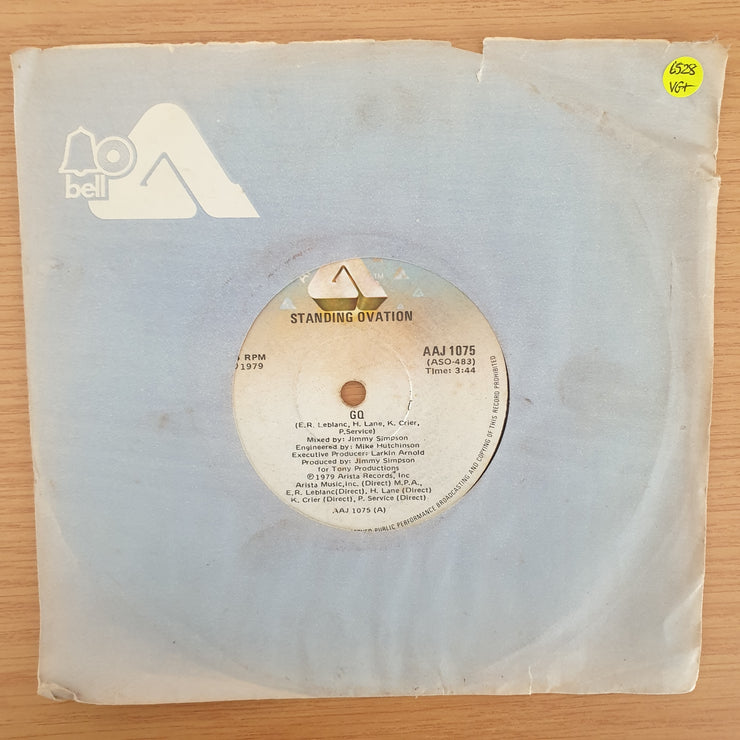 6528
VG+
bell
TM
STANDING OVATION
RPM
1979
AAJ 1075
(ASO-483)
Time: 3:44
GQ
(E.R. Leblanc, H. Lane, K. Crier,
P.Service)
Mixed by: Jimmy Simpson
Engineered by: Mike Hutchinson
Executive Producer: Larkin Arnold
Produced by: Jimmy Simpson
for Tony Productions
℗1979 Arista Records, Inc
Arista Music,Inc. (Direct) M.P.A.,
E.R. Leblanc(Direct), H. Lane (Direct)
K. Crier (Direct), P. Service (Direct)
AAJ 1075 (A)
PUBLIC PERFORMANCE BROADCASTING AND COPYING OF THIS RECORD PROHIBITED